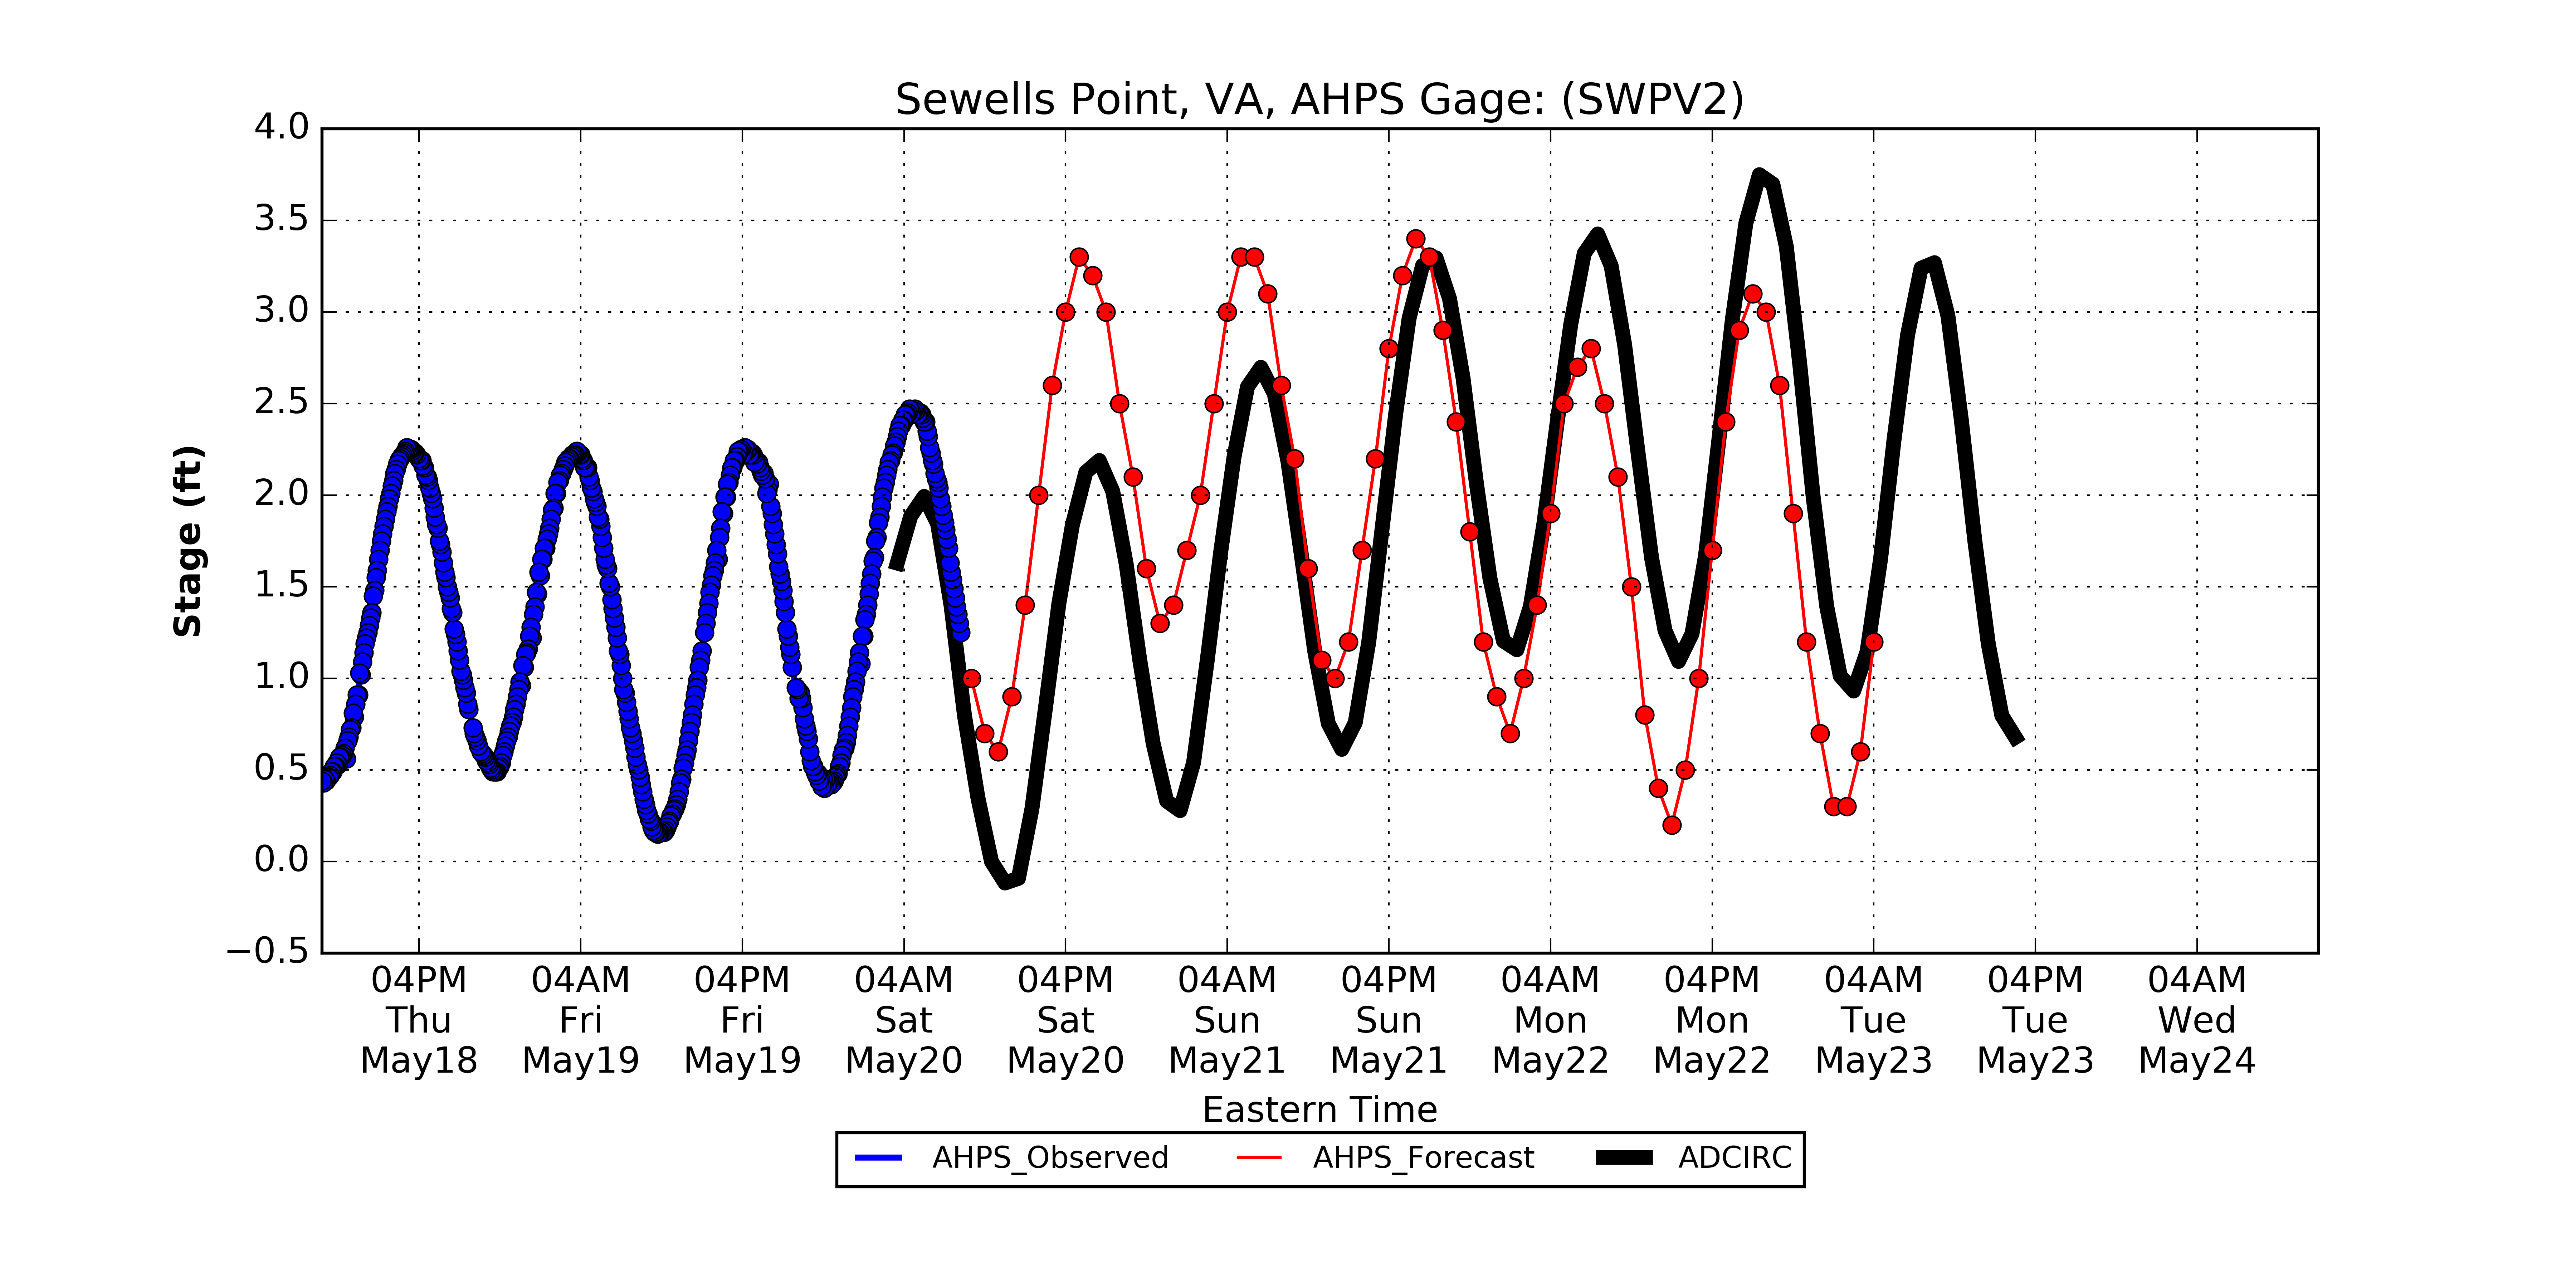 Sewells Point, VA, AHPS Gage: (SWPV2)
4.0
3.5
3.0
2.5
2.0
1.5
1.0
0.5
0.0
−0.5
Stage (ft)
04PM 04AM 04PM 04AM 04PM 04AM 04PM 04AM 04PM 04AM 04PM 04AM
Thu Fri Fri Sat Sat Sun Sun Mon Mon Tue Tue Wed
May18 May19 May19 May20 May20 May21 May21 May22 May22 May23 May23 May24
Eastern Time
AHPS_Observed AHPS_Forecast ADCIRC